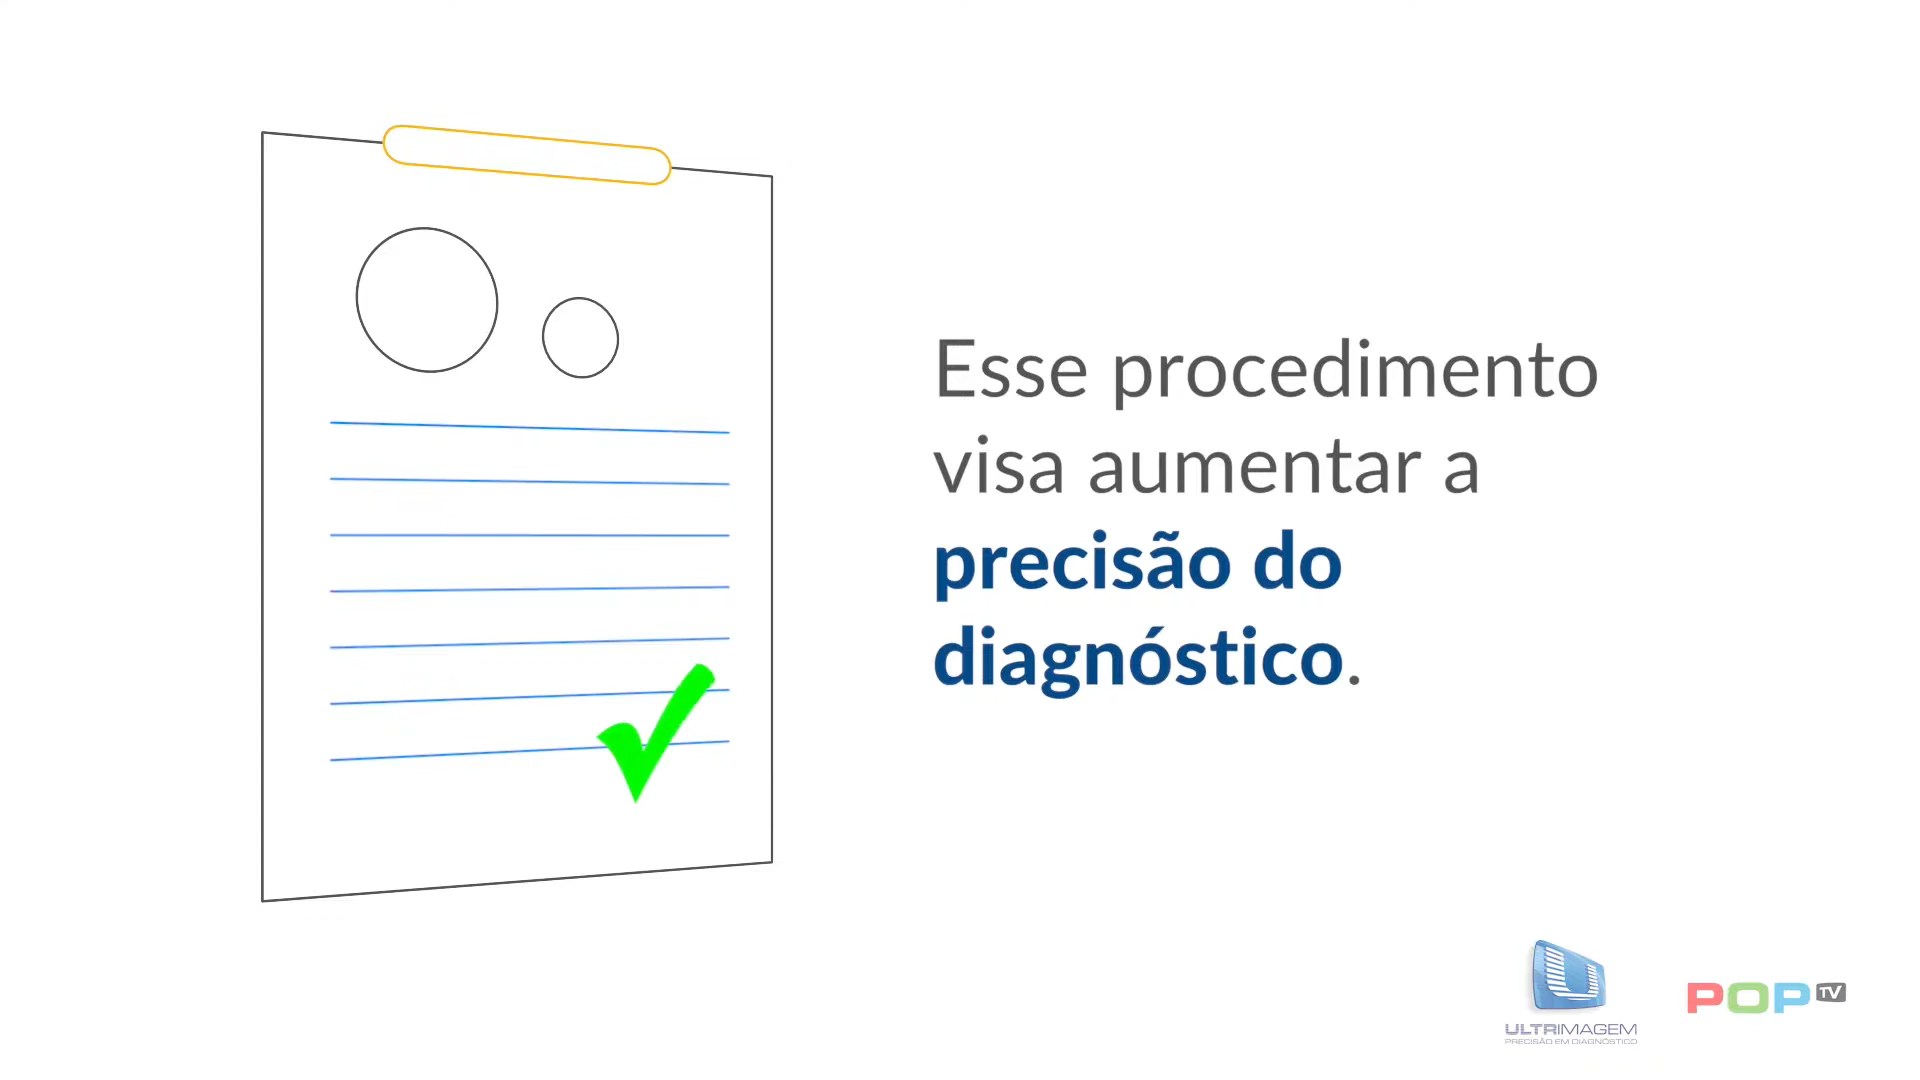 Esse procedimento
visa aumentar a
precisão do
diagnóstico.
ULTRIMAGEM
PRECISÃO EM DIAGNÓSTICO
POP TV